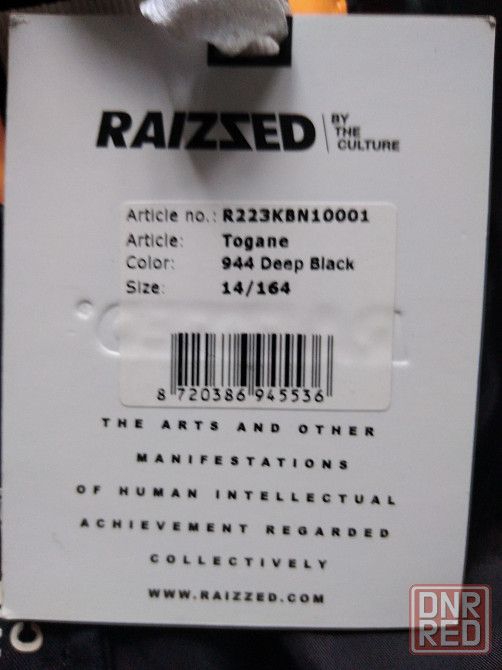 RAIZZED
BY
THE
CULTURE
Article no.: R223KBN10001
Article: Togane
Color: 944 Deep Black
Size: 14/164
8 720386 945536
THE ARTS AND OTHER
MANIFESTATIONS
OF HUMAN INTELLECTUAL
ACHIEVEMENT REGARDED
COLLECTIVELY
WWW.RAIZZED.COM
DNR
RED